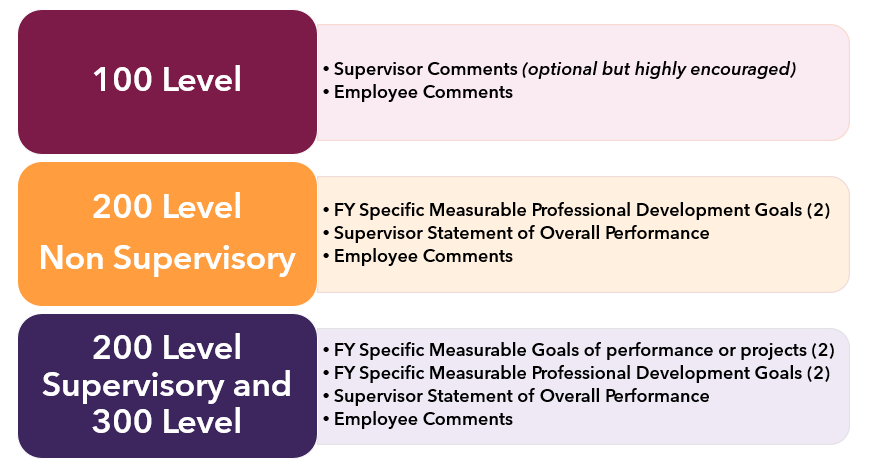 100 Level
• Supervisor Comments (optional but highly encouraged)
• Employee Comments
200 Level
Non Supervisory
• FY Specific Measurable Professional Development Goals (2)
• Supervisor Statement of Overall Performance
• Employee Comments
200 Level
Supervisory and
300 Level
• FY Specific Measurable Goals of performance or projects (2)
• FY Specific Measurable Professional Development Goals (2)
• Supervisor Statement of Overall Performance
• Employee Comments